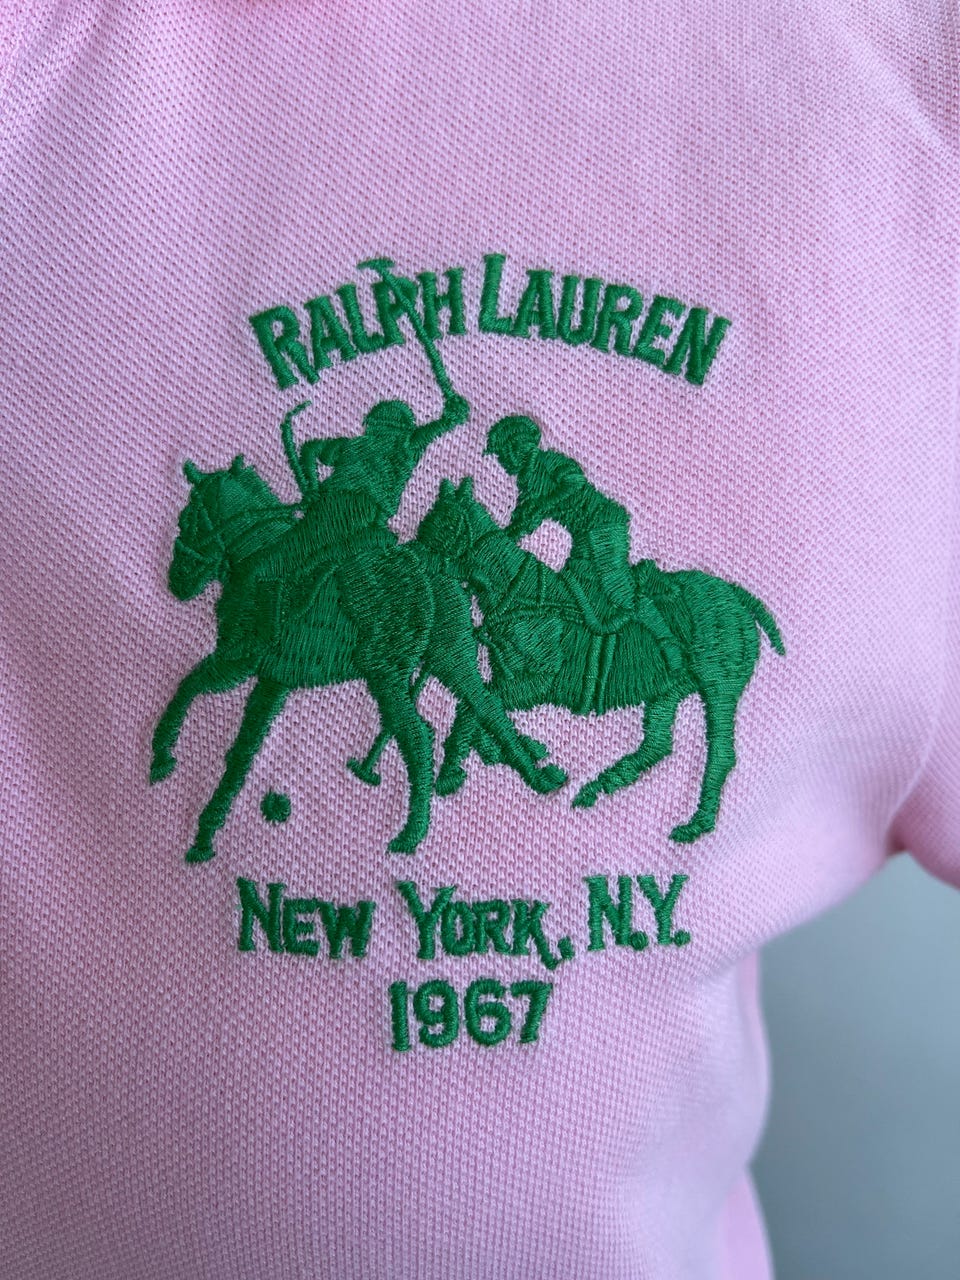 RALPH LAUREN
NEW YORK, N.Y.
1967